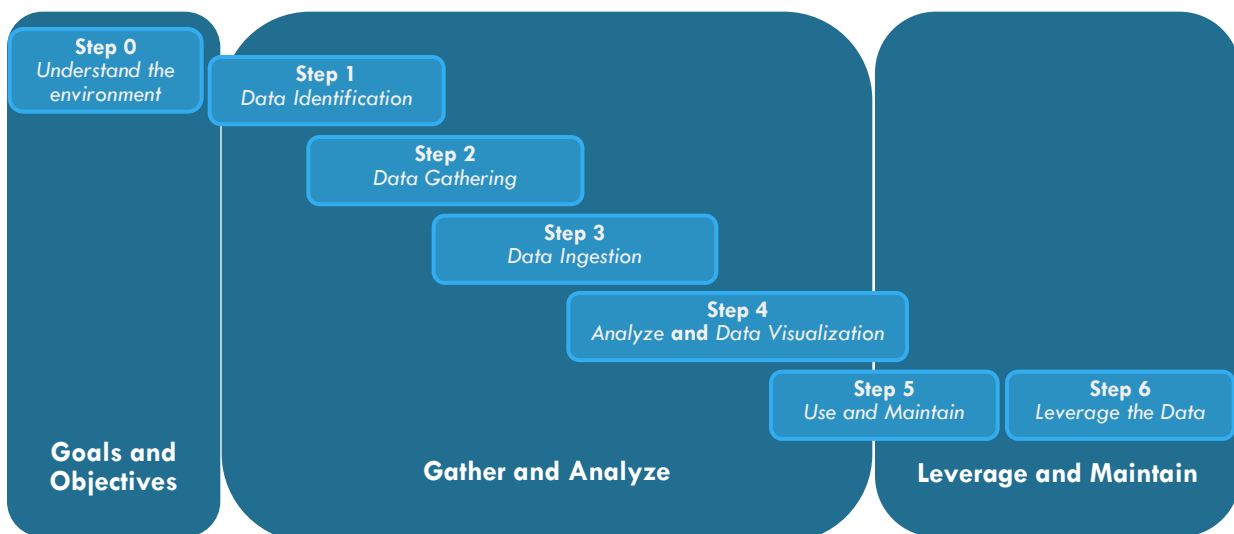 Step 0
Understand the
environment
Step 1
Data Identification
Step 2
Data Gathering
Step 3
Data Ingestion
Step 4
Analyze and Data Visualization
Step 5
Use and Maintain
Step 6
Leverage the Data
Goals and
Objectives
Gather and Analyze
Leverage and Maintain